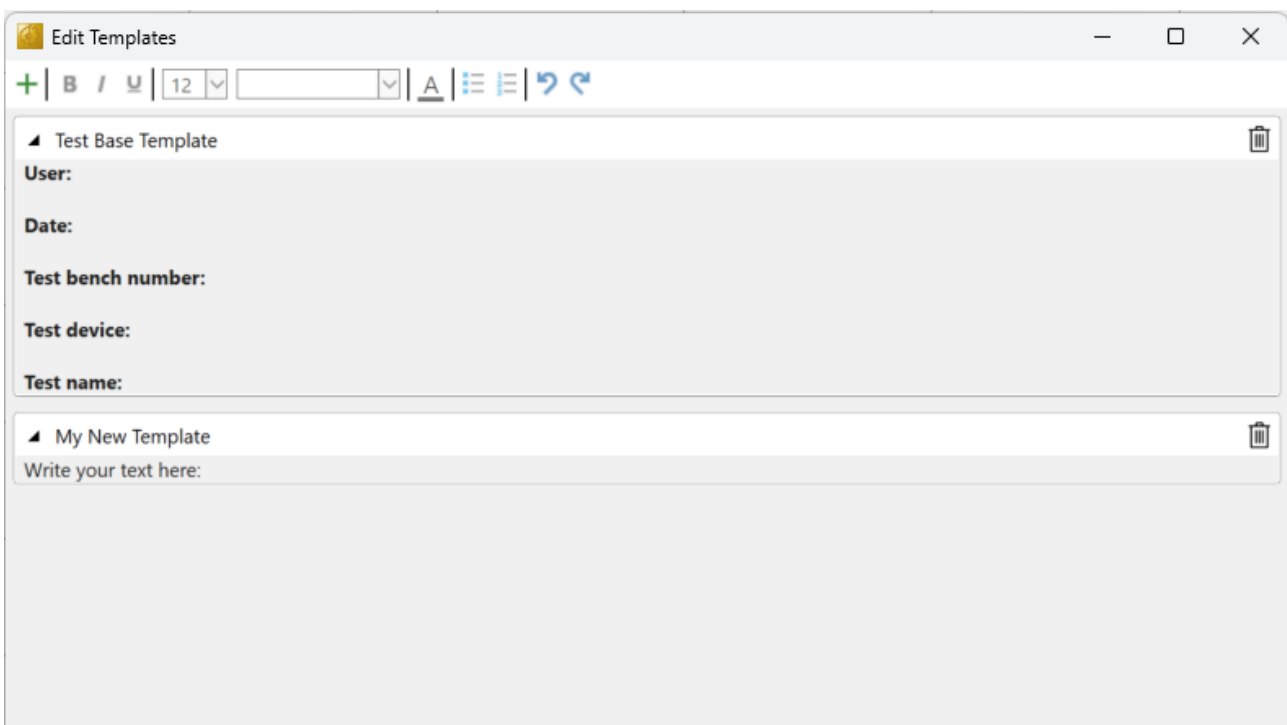 Edit Templates
B I U 12 A
Test Base Template
User:
Date:
Test bench number:
Test device:
Test name:
My New Template
Write your text here: